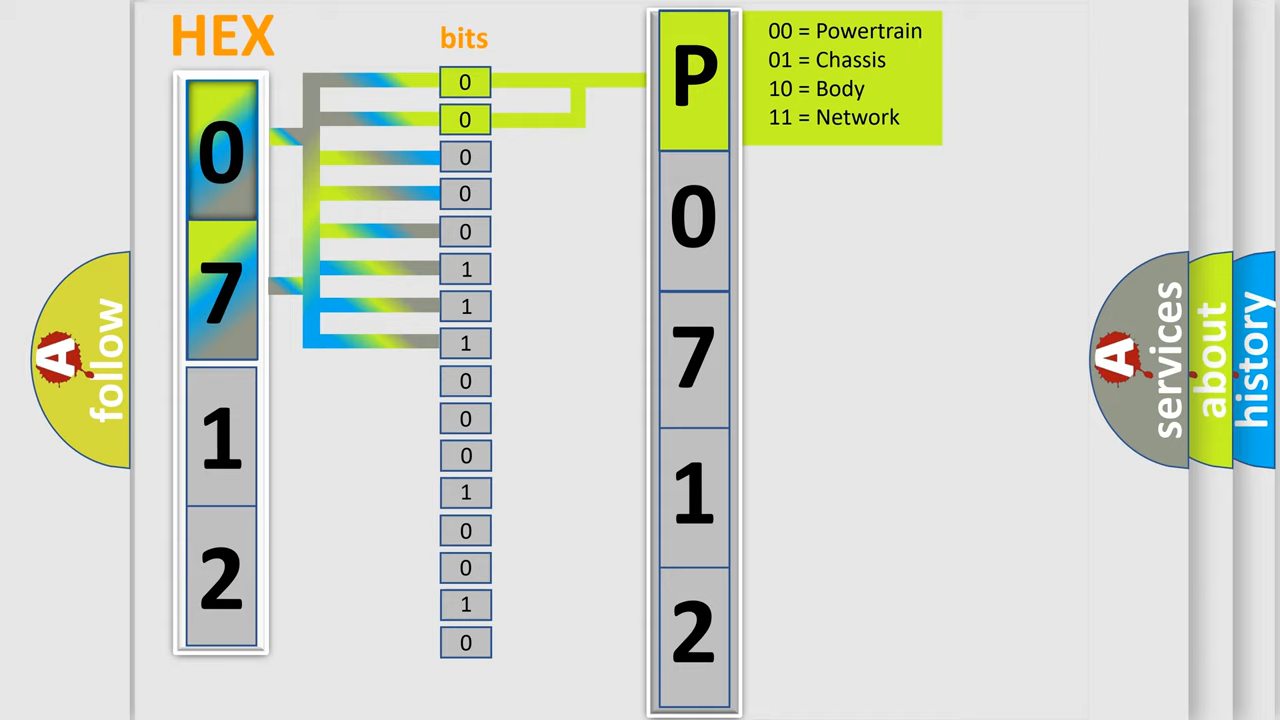 HEX
bits
0
7
1
2
0
0
0
0
0
1
1
1
0
0
0
1
0
0
1
0
P
0
7
1
2
00 = Powertrain
01 = Chassis
10 = Body
11 = Network
A
follow
A
services
about
history